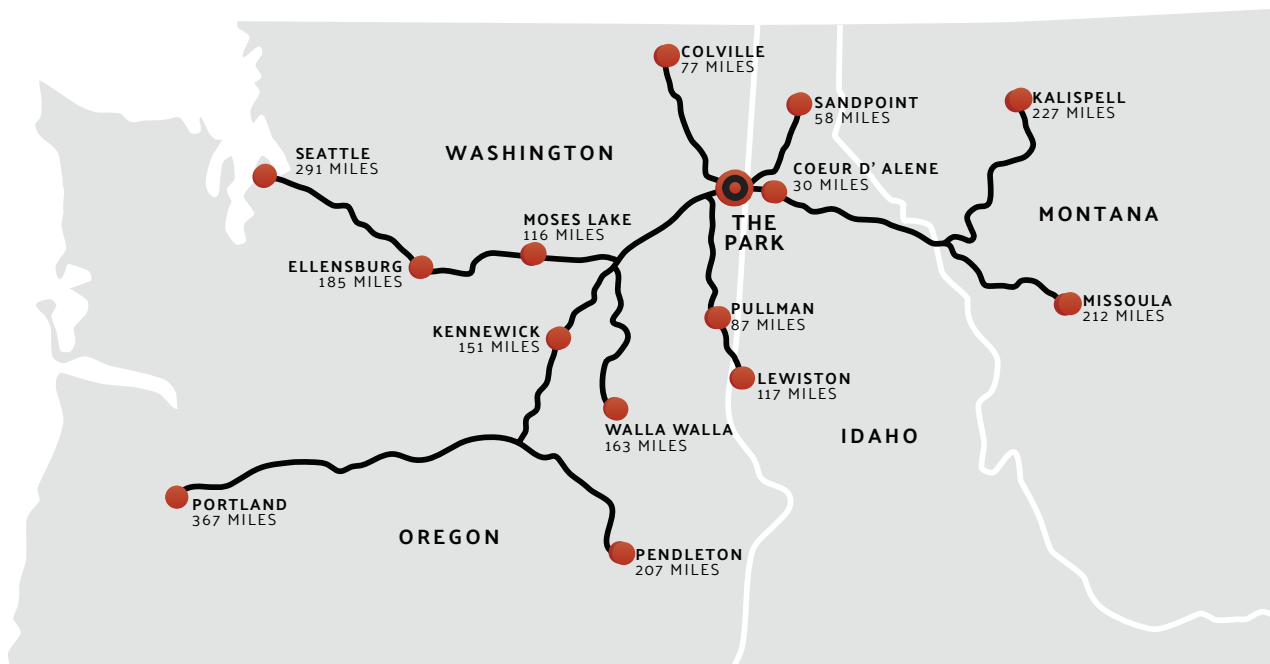 COLVILLE
77 MILES
SANDPOINT
58 MILES
KALISPELL
227 MILES
SEATTLE
291 MILES
WASHINGTON
COEUR D' ALENE
30 MILES
MONTANA
MOSES LAKE
116 MILES
THE
PARK
ELLENSBURG
185 MILES
MISSOULA
212 MILES
PULLMAN
87 MILES
KENNEWICK
151 MILES
LEWISTON
117 MILES
WALLA WALLA
163 MILES
IDAHO
PORTLAND
367 MILES
OREGON
PENDLETON
207 MILES